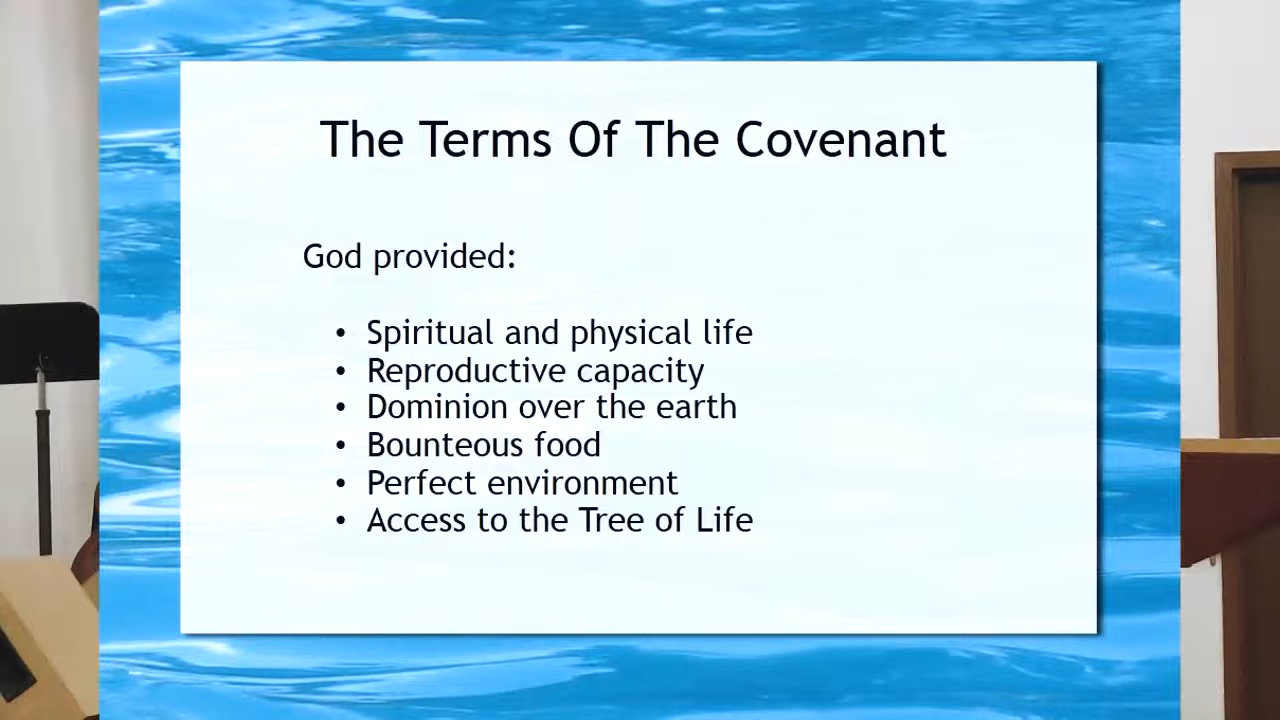 The Terms Of The Covenant
God provided:
• Spiritual and physical life
• Reproductive capacity
• Dominion over the earth
• Bounteous food
• Perfect environment
• Access to the Tree of Life